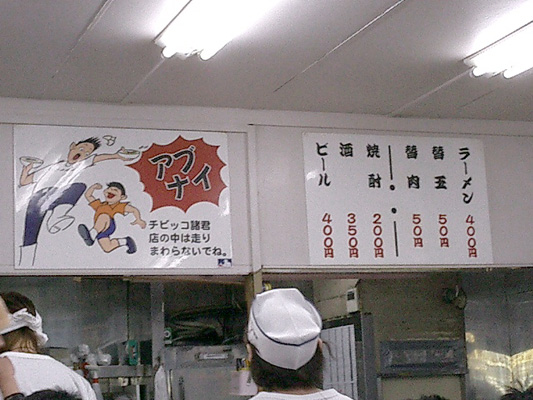 アブ
ナイ
チビッコ諸君
店の中は走り
まわらないでね。
ラーメン 400円
替玉 50円
替肉 50円
焼酎 200円
酒 350円
ビール 400円